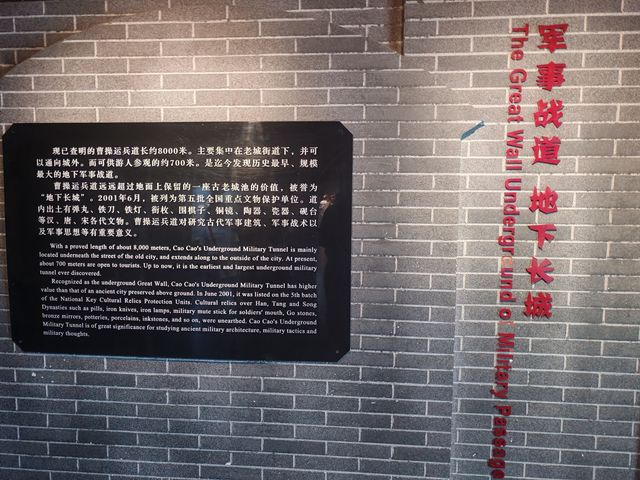 现已查明的曹操运兵道长约8000米。主要集中在老城街道下，并可
以通向城外。而可供游人参观的约700米。是迄今发现历史最早、规模
最大的地下军事战道。
曹操运兵道远远超过地面上保留的一座古老城池的价值，被誉为
“地下长城”。2001年6月，被列为第五批全国重点文物保护单位。道
内出土有弹丸、铁刀、铁灯、衔枚、围棋子、铜镜、陶器、瓷器、砚台
等汉、唐、宋各代文物。曹操运兵道对研究古代军事建筑、军事战术以
及军事思想等有重要意义。
With a proved length of about 8,000 meters, Cao Cao's Underground Military Tunnel is mainly
located underneath the street of the old city, and extends along to the outside of the city. At present,
about 700 meters are open to tourists. Up to now, it is the earliest and largest underground military
tunnel ever discovered.
Recognized as the underground Great Wall, Cao Cao's Underground Military Tunnel has higher
value than that of an ancient city preserved above ground. In June 2001, it was listed on the 5th batch
of the National Key Cultural Relics Protection Units. Cultural relics over Han, Tang and Song
Dynasties such as pills, iron knives, iron lamps, military mute stick for soldiers' mouth, Go stones,
bronze mirrors, potteries, porcelains, inkstones, and so on, were unearthed. Cao Cao's Underground
Military Tunnel is of great significance for studying ancient military architecture, military tactics and
military thoughts.
军事战道 地下长城
The Great Wall Underground of Military Passage